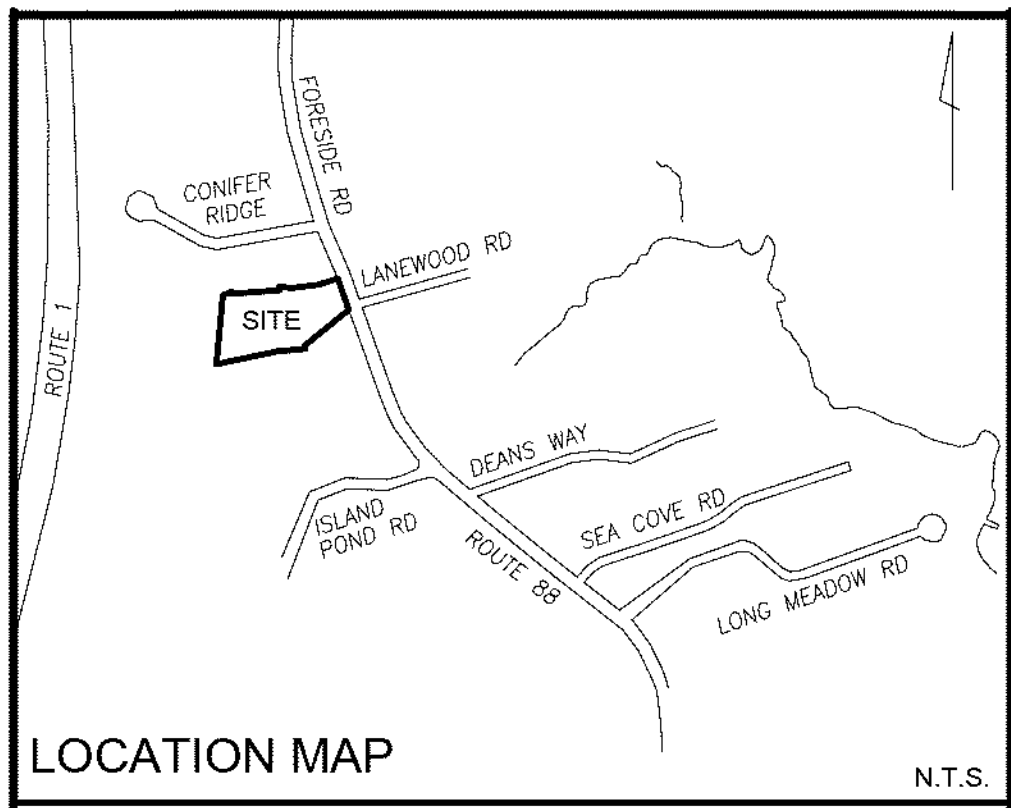 FORESIDE RD
CONIFER
RIDGE
LANEWOOD RD
SITE
ROUTE 1
DEANS WAY
ISLAND
POND RD
SEA COVE RD
ROUTE 88
LONG MEADOW RD
LOCATION MAP
N.T.S.